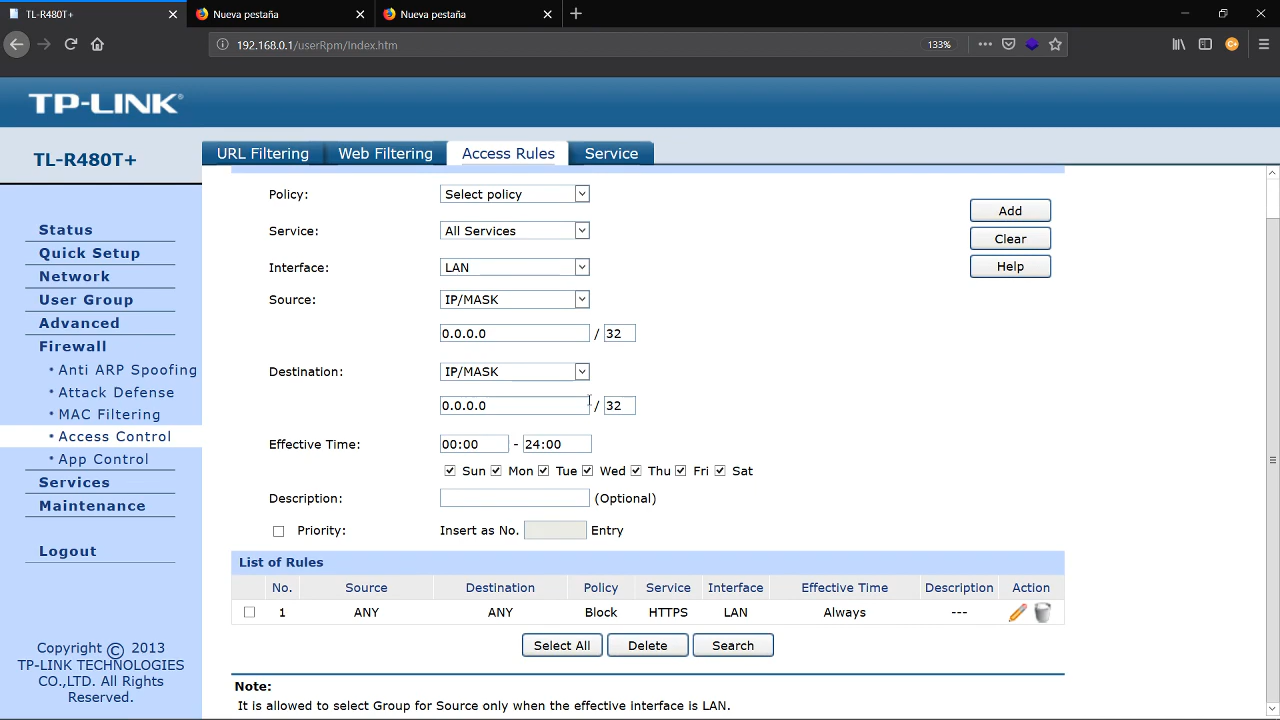 TL-R480T+
Nueva pestaña
Nueva pestaña
192.168.0.1/userRpm/Index.htm
133%
TP-LINK®
TL-R480T+
URL Filtering
Web Filtering
Access Rules
Service
Status
Quick Setup
Network
User Group
Advanced
Firewall
• Anti ARP Spoofing
• Attack Defense
• MAC Filtering
• Access Control
• App Control
Services
Maintenance
Logout
Copyright © 2013
TP-LINK TECHNOLOGIES
CO.,LTD. All Rights
Reserved.
Policy: Select policy
Service: All Services
Interface: LAN
Source: IP/MASK
0.0.0.0 / 32
Destination: IP/MASK
0.0.0.0 / 32
Effective Time: 00:00 - 24:00
Sun Mon Tue Wed Thu Fri Sat
Description: (Optional)
Priority: Insert as No. Entry
Add
Clear
Help
List of Rules
No. Source Destination Policy Service Interface Effective Time Description Action
1 ANY ANY Block HTTPS LAN Always ---
Select All Delete Search
Note:
It is allowed to select Group for Source only when the effective interface is LAN.